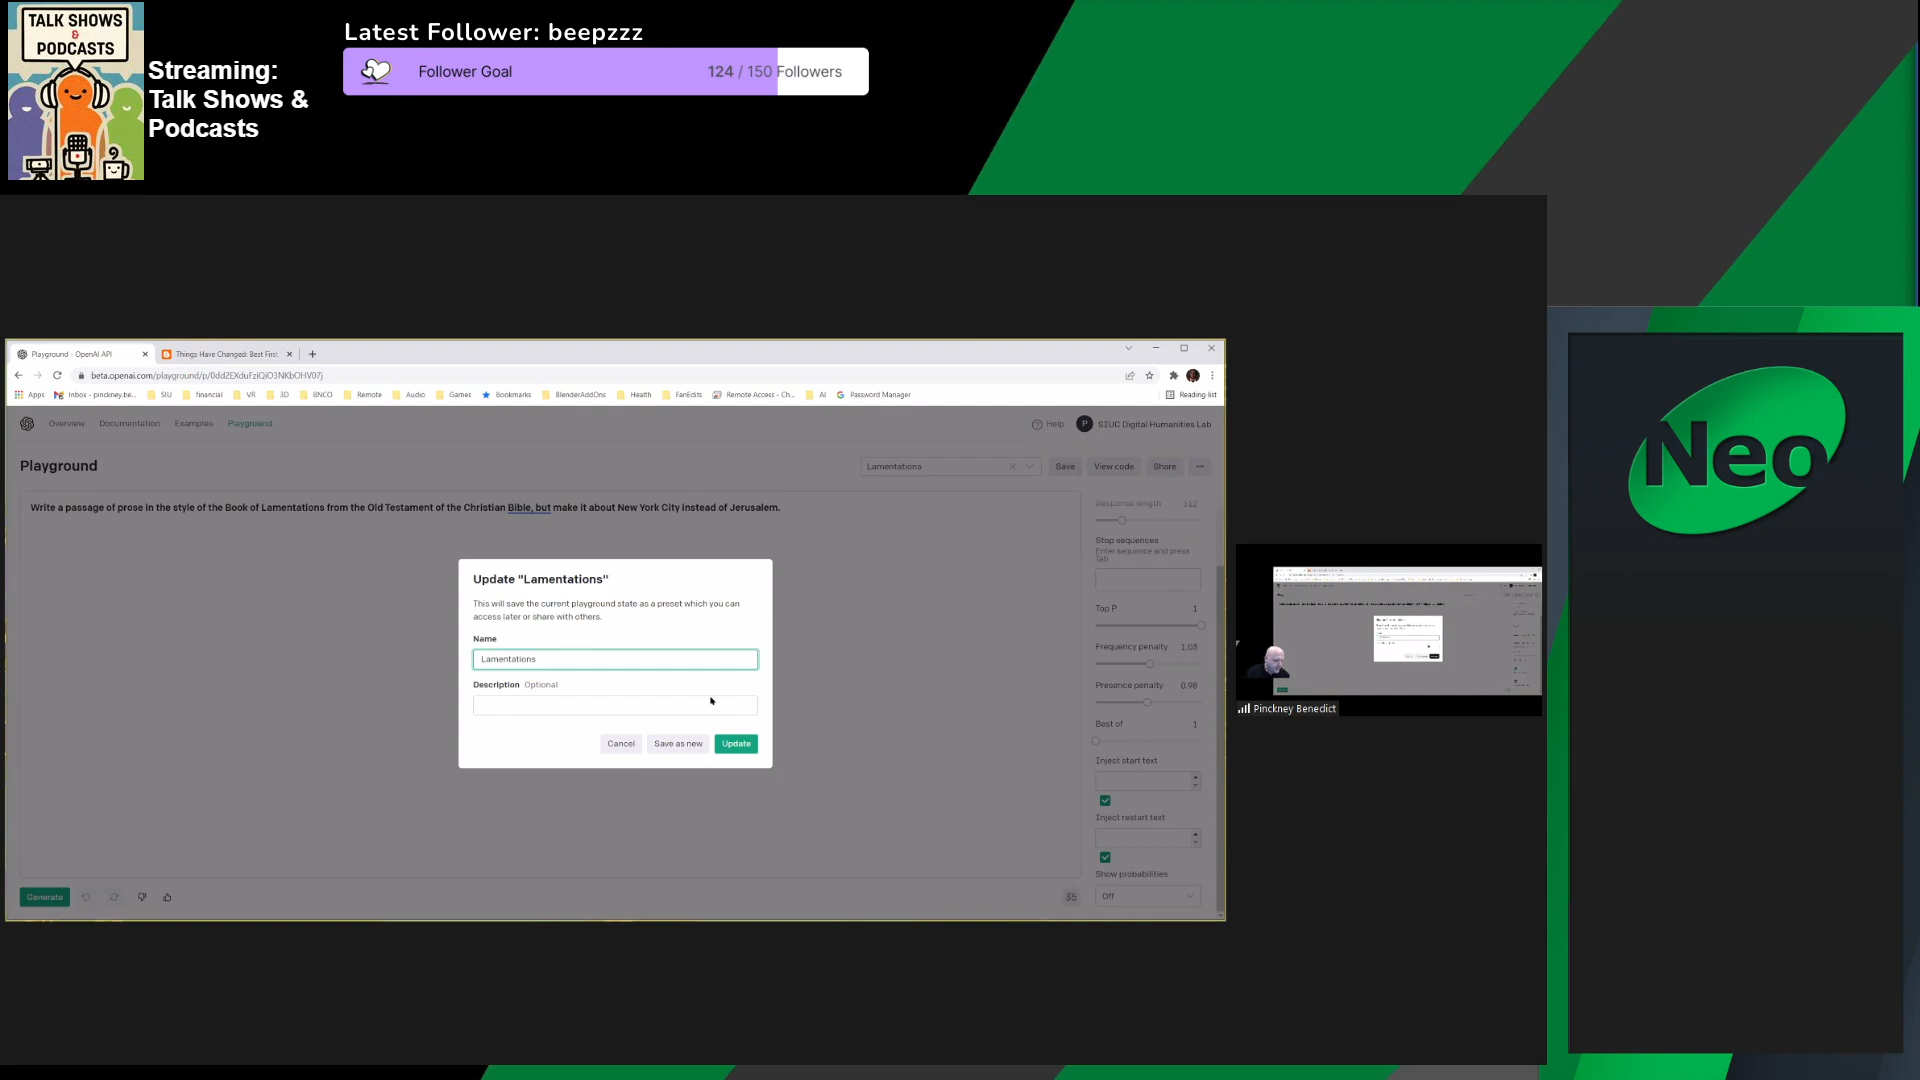 TALK SHOWS
&
PODCASTS
Streaming:
Talk Shows &
Podcasts
Latest Follower: beepzzz
Follower Goal
124 / 150 Followers
Playground - OpenAI API
Things Have Changed: Best First
beta.openai.com/playground/p/0dd2EXduFziQiO3NKbOHV07j
Apps
Inbox - pinckney.be...
SIU
financial
VR
3D
BNCO
Remote
Audio
Games
Bookmarks
BlenderAddOns
Health
FanEdits
Remote Access - Ch...
AI
Password Manager
Reading list
Overview
Documentation
Examples
Playground
Help
P
SIUC Digital Humanities Lab
Playground
Lamentations
Save
View code
Share
Write a passage of prose in the style of the Book of Lamentations from the Old Testament of the Christian Bible, but make it about New York City instead of Jerusalem.
Response length 512
Stop sequences
Enter sequence and press
Tab
Top P 1
Frequency penalty 1.03
Presence penalty 0.98
Best of 1
Inject start text
Inject restart text
Show probabilities
Off
Update "Lamentations"
This will save the current playground state as a preset which you can
access later or share with others.
Name
Lamentations
Description Optional
Cancel
Save as new
Update
Generate
35
Pinckney Benedict
Neo